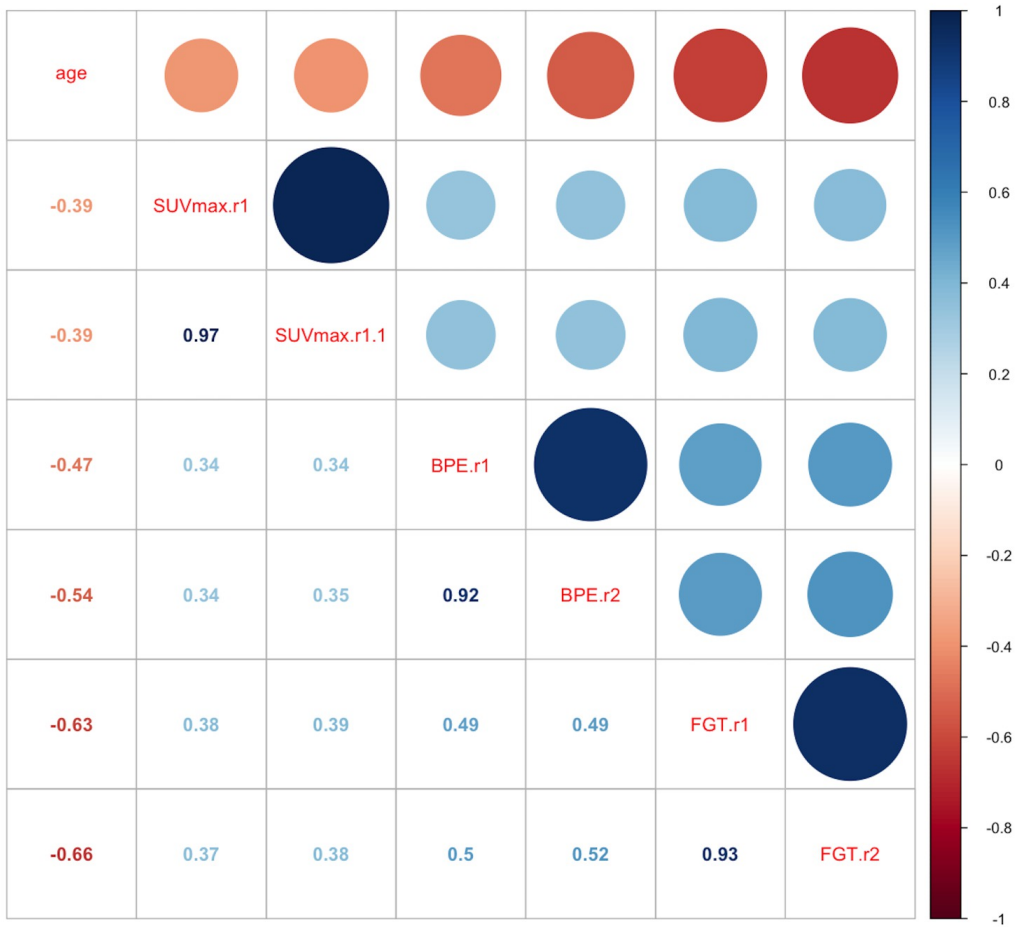 age
-0.39 SUVmax.r1
-0.39 0.97 SUVmax.r1.1
-0.47 0.34 0.34 BPE.r1
-0.54 0.34 0.35 0.92 BPE.r2
-0.63 0.38 0.39 0.49 0.49 FGT.r1
-0.66 0.37 0.38 0.5 0.52 0.93 FGT.r2
1
0.8
0.6
0.4
0.2
0
-0.2
-0.4
-0.6
-0.8
-1